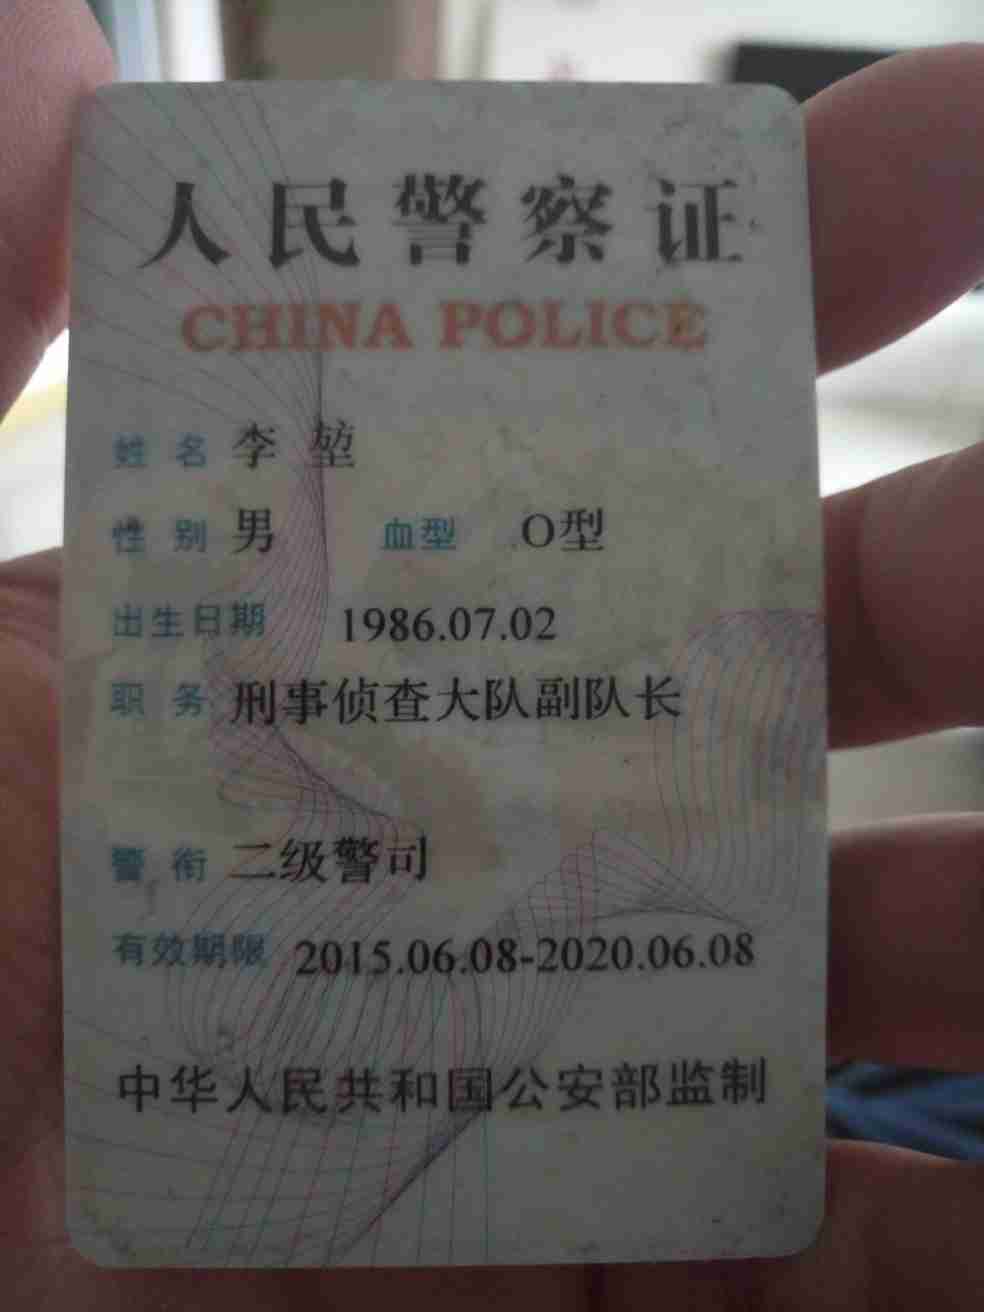 人民警察证
CHINA POLICE
姓名 李堃
性别 男 血型 O型
出生日期 1986.07.02
职务 刑事侦查大队副队长
警衔 二级警司
有效期限 2015.06.08-2020.06.08
中华人民共和国公安部监制